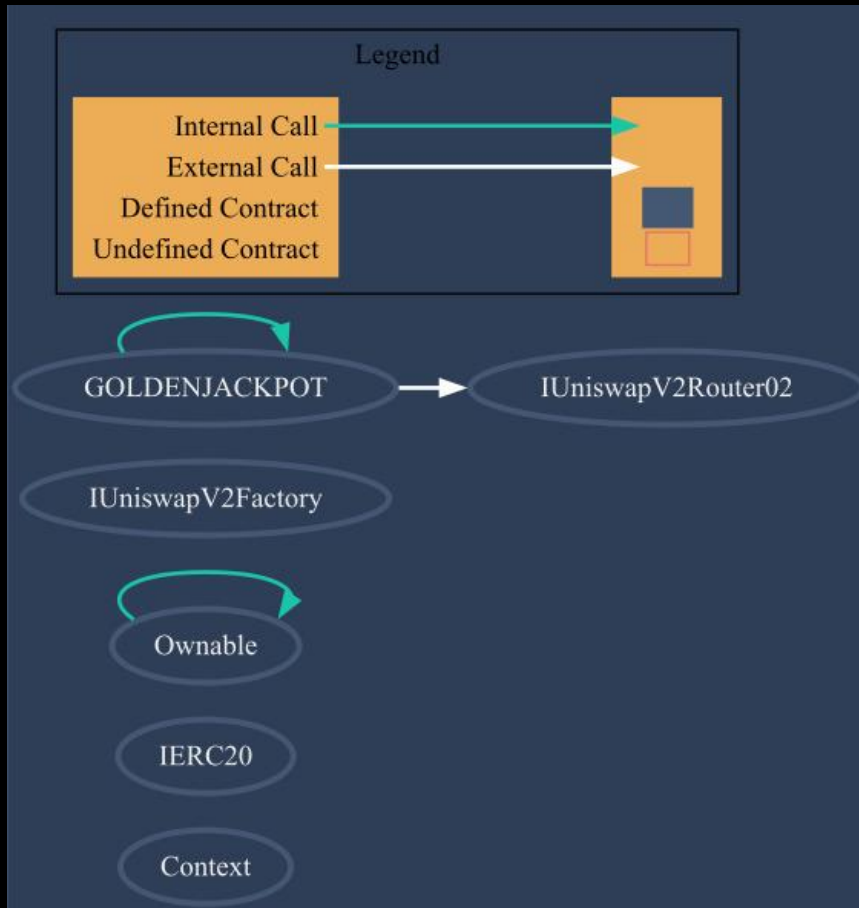 Legend
Internal Call
External Call
Defined Contract
Undefined Contract
GOLDENJACKPOT
IUniswapV2Router02
IUniswapV2Factory
Ownable
IERC20
Context